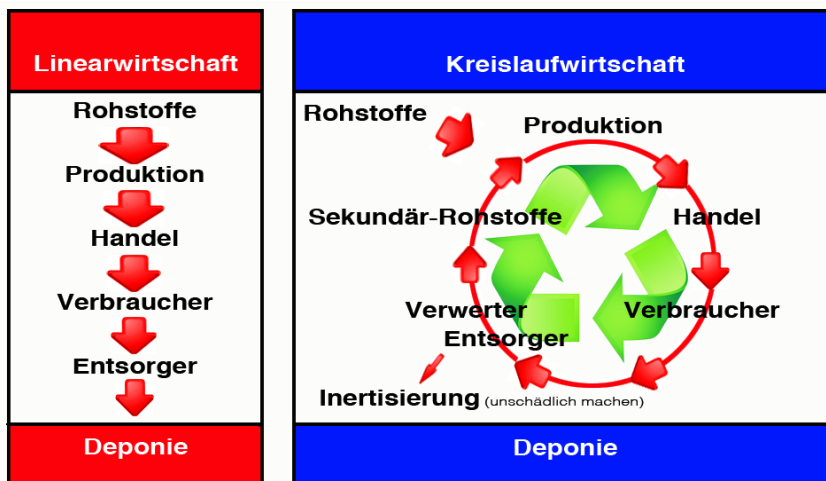 Linearwirtschaft
Rohstoffe
Produktion
Handel
Verbraucher
Entsorger
Deponie
Kreislaufwirtschaft
Rohstoffe
Produktion
Sekundär-Rohstoffe
Handel
Verwerter
Entsorger
Verbraucher
Inertisierung (unschädlich machen)
Deponie